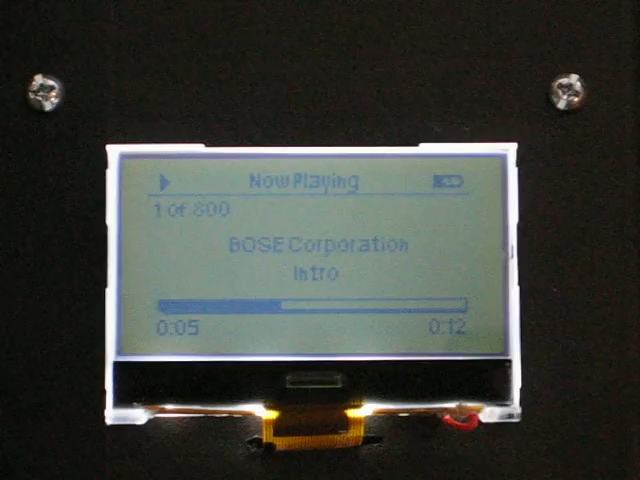 Now Playing
1 of 800
BOSE Corporation
Intro
0:05 0:12